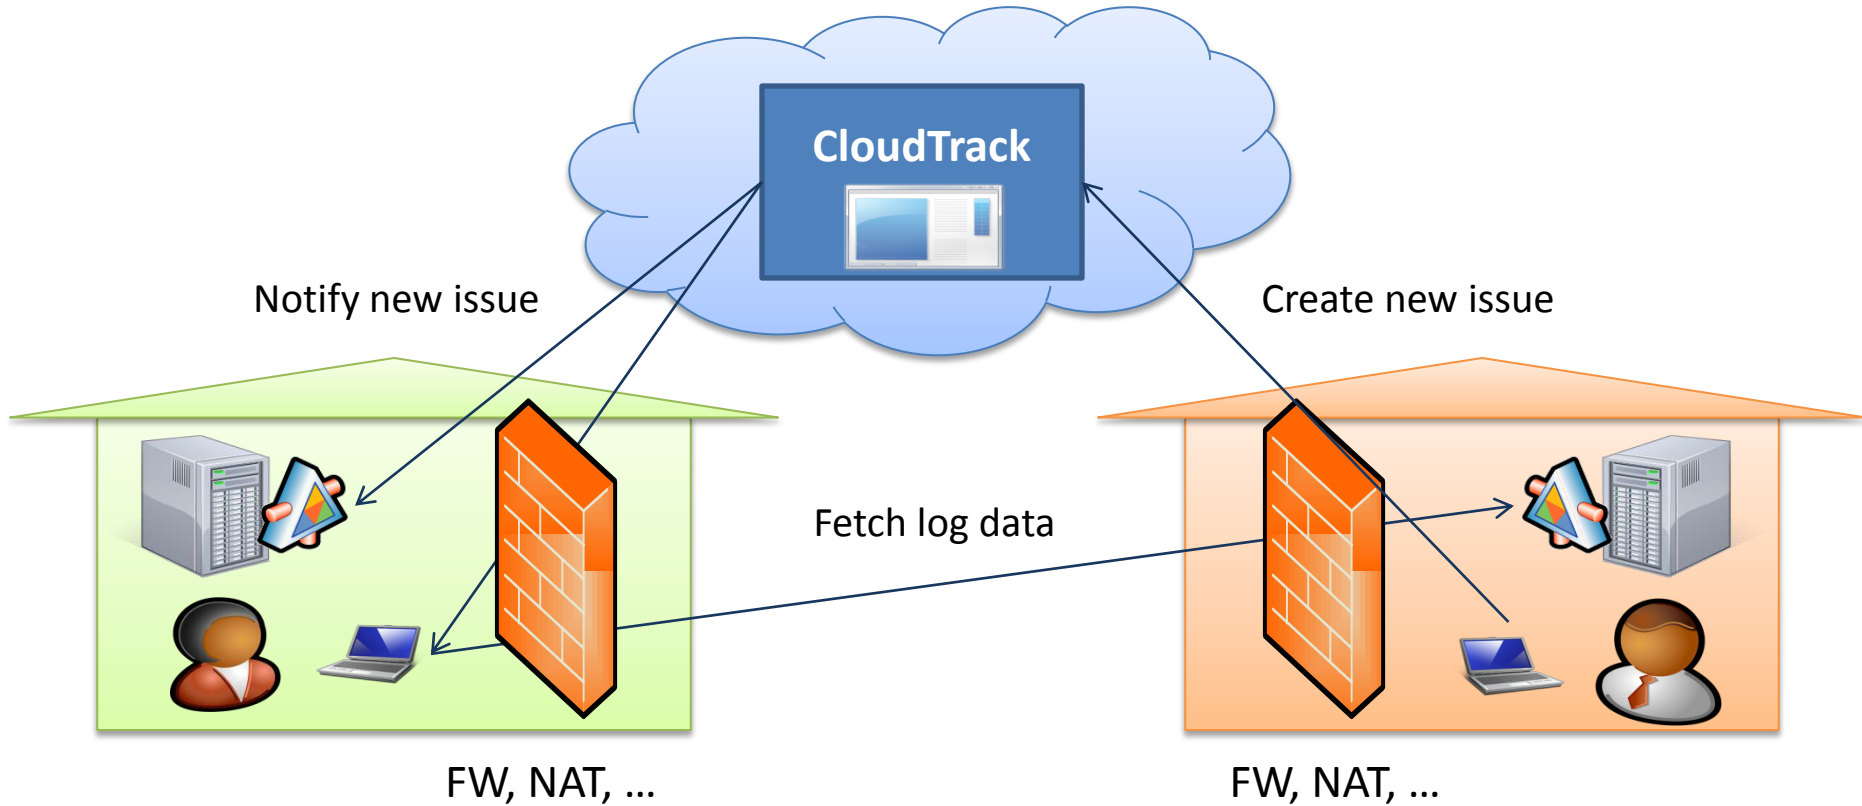 CloudTrack
Notify new issue
Create new issue
Fetch log data
FW, NAT, ...
FW, NAT, ...